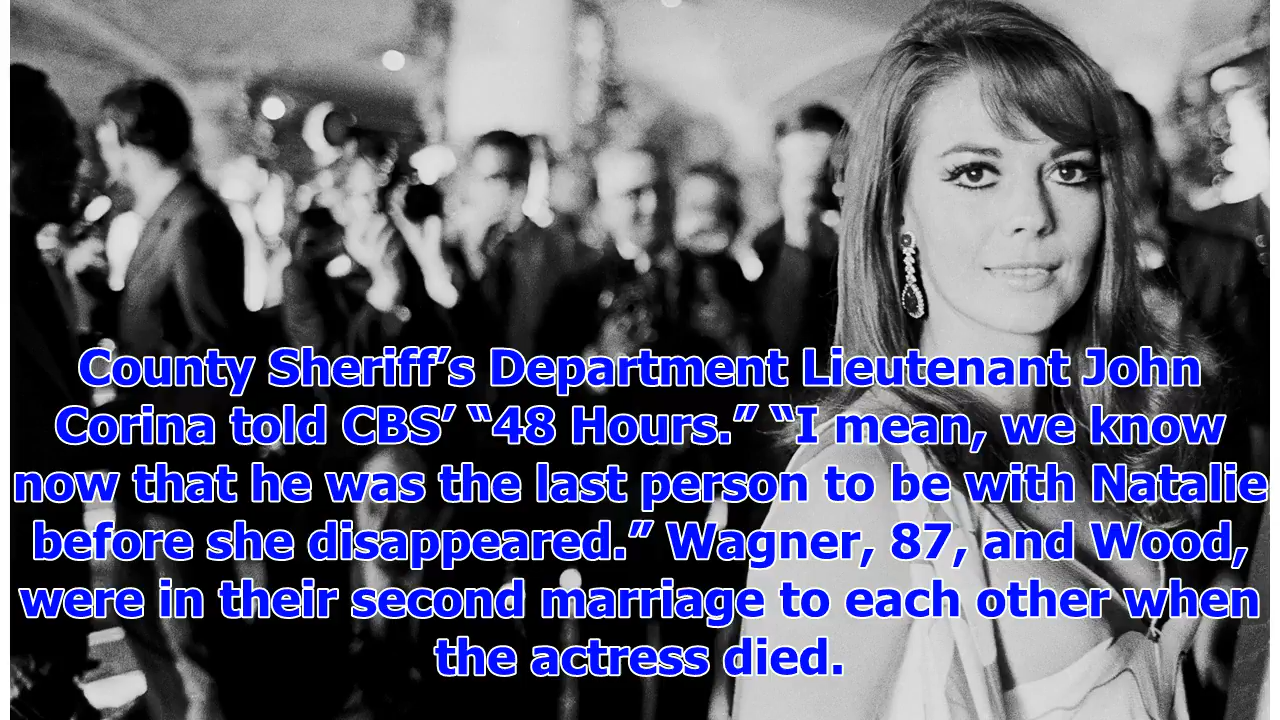 County Sheriff’s Department Lieutenant John
Corina told CBS’ “48 Hours.” “I mean, we know
now that he was the last person to be with Natalie
before she disappeared.” Wagner, 87, and Wood,
were in their second marriage to each other when
the actress died.